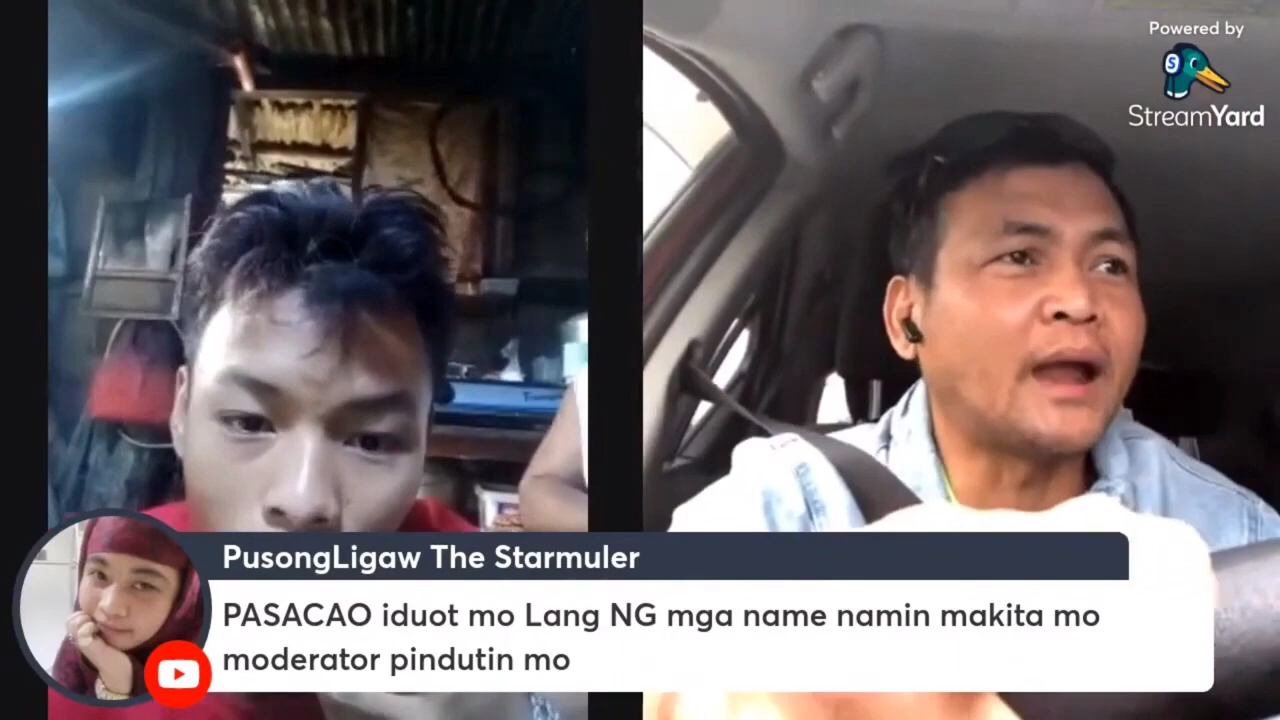 Powered by
StreamYard
PusongLigaw The Starmuler
PASACAO iduot mo Lang NG mga name namin makita mo
moderator pindutin mo